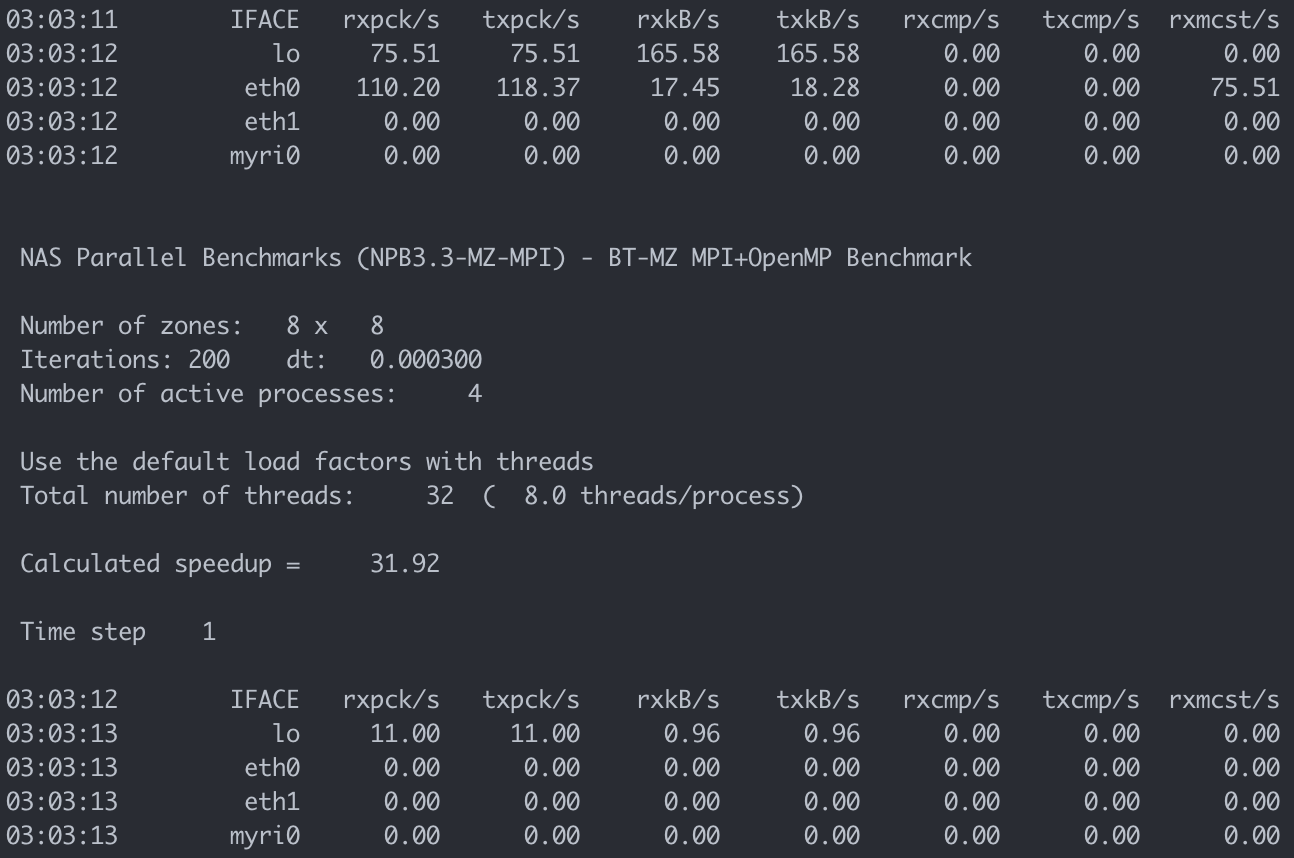 03:03:11 IFACE rxpck/s txpck/s rxkB/s txkB/s rxcmp/s txcmp/s rxmcst/s
03:03:12 lo 75.51 75.51 165.58 165.58 0.00 0.00 0.00
03:03:12 eth0 110.20 118.37 17.45 18.28 0.00 0.00 75.51
03:03:12 eth1 0.00 0.00 0.00 0.00 0.00 0.00 0.00
03:03:12 myri0 0.00 0.00 0.00 0.00 0.00 0.00 0.00
NAS Parallel Benchmarks (NPB3.3-MZ-MPI) - BT-MZ MPI+OpenMP Benchmark
Number of zones: 8 x 8
Iterations: 200 dt: 0.000300
Number of active processes: 4
Use the default load factors with threads
Total number of threads: 32 ( 8.0 threads/process)
Calculated speedup = 31.92
Time step 1
03:03:12 IFACE rxpck/s txpck/s rxkB/s txkB/s rxcmp/s txcmp/s rxmcst/s
03:03:13 lo 11.00 11.00 0.96 0.96 0.00 0.00 0.00
03:03:13 eth0 0.00 0.00 0.00 0.00 0.00 0.00 0.00
03:03:13 eth1 0.00 0.00 0.00 0.00 0.00 0.00 0.00
03:03:13 myri0 0.00 0.00 0.00 0.00 0.00 0.00 0.00